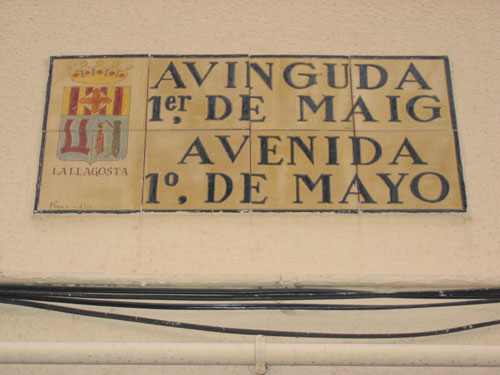 AVINGUDA
1er, DE MAIG
AVENIDA
1º, DE MAYO
LA LLAGOSTA